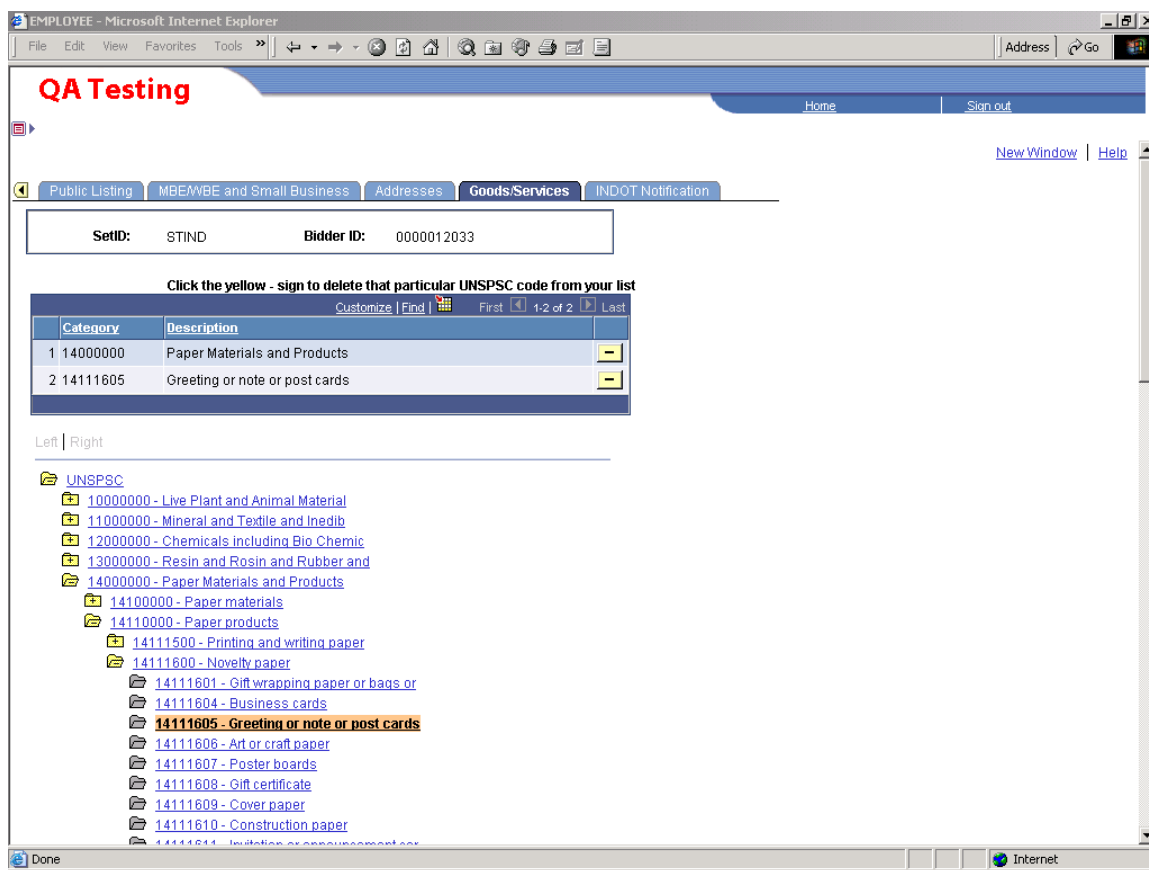 EMPLOYEE - Microsoft Internet Explorer
File Edit View Favorites Tools » Address Go
QA Testing
Home Sign out
New Window | Help
Public Listing MBE/WBE and Small Business Addresses Goods/Services INDOT Notification
SetID: STIND Bidder ID: 0000012033
Click the yellow - sign to delete that particular UNSPSC code from your list
Customize | Find | First 1-2 of 2 Last
Category Description
1 14000000 Paper Materials and Products
2 14111605 Greeting or note or post cards
Left | Right
UNSPSC
10000000 - Live Plant and Animal Material
11000000 - Mineral and Textile and Inedib
12000000 - Chemicals including Bio Chemic
13000000 - Resin and Rosin and Rubber and
14000000 - Paper Materials and Products
14100000 - Paper materials
14110000 - Paper products
14111500 - Printing and writing paper
14111600 - Novelty paper
14111601 - Gift wrapping paper or bags or
14111604 - Business cards
14111605 - Greeting or note or post cards
14111606 - Art or craft paper
14111607 - Poster boards
14111608 - Gift certificate
14111609 - Cover paper
14111610 - Construction paper
14111611 - Invitation or announcement car
Done Internet